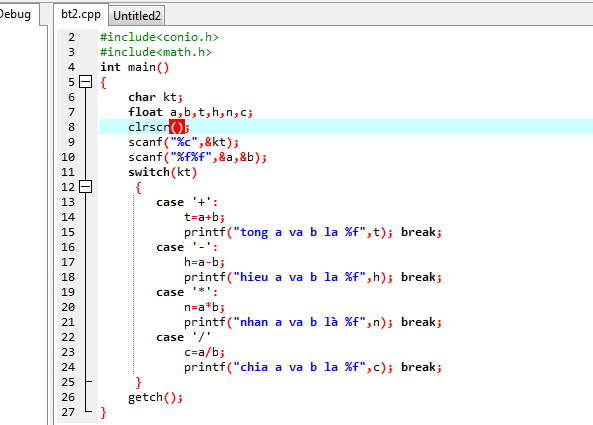 Debug
bt2.cpp Untitled2
2 #include<conio.h>
3 #include<math.h>
4 int main()
5 {
6 char kt;
7 float a,b,t,h,n,c;
8 clrscr();
9 scanf("%c",&kt);
10 scanf("%f%f",&a,&b);
11 switch(kt)
12 {
13 case '+':
14 t=a+b;
15 printf("tong a va b la %f",t); break;
16 case '-':
17 h=a-b;
18 printf("hieu a va b la %f",h); break;
19 case '*':
20 n=a*b;
21 printf("nhan a va b là %f",n); break;
22 case '/'
23 c=a/b;
24 printf("chia a va b la %f",c); break;
25 }
26 getch();
27 }